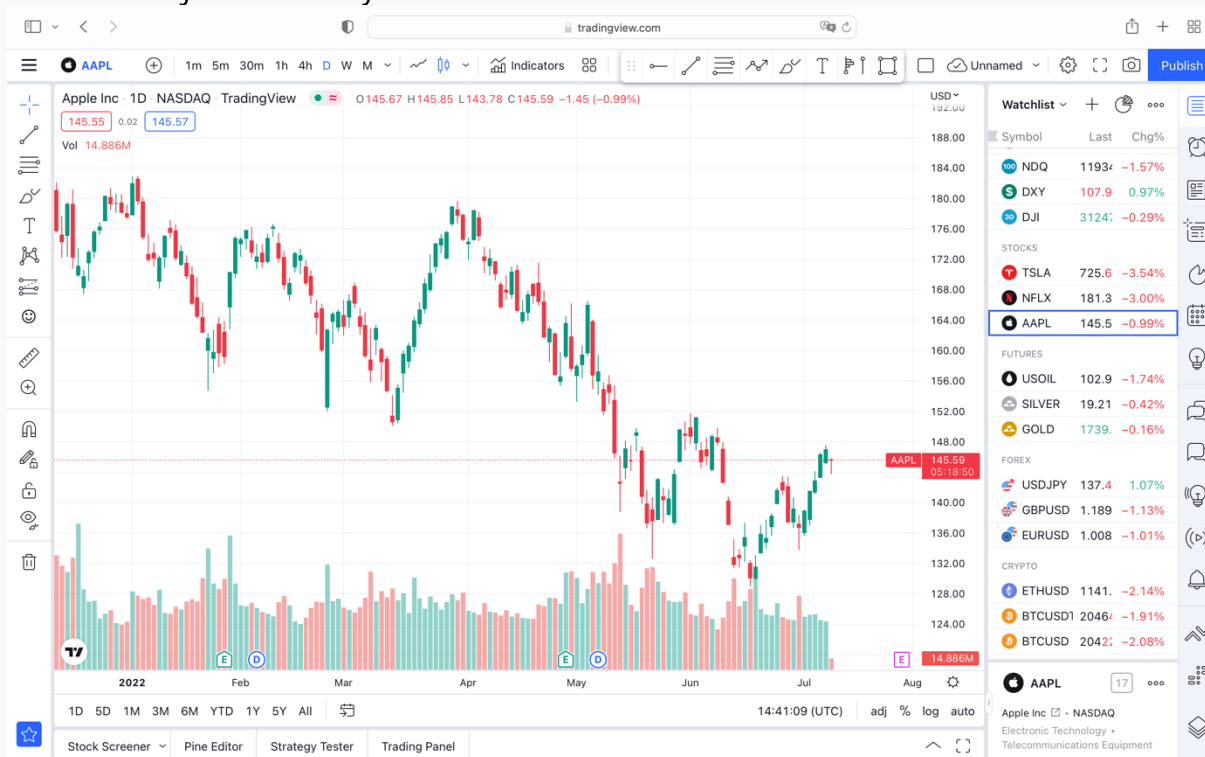 tradingview.com
AAPL 1m 5m 30m 1h 4h D W M Indicators Unnamed Publish
Apple Inc 1D NASDAQ TradingView O145.67 H145.85 L143.78 C145.59 −1.45 (−0.99%)
145.55 0.02 145.57
Vol 14.886M
USD
192.00
188.00
184.00
180.00
176.00
172.00
168.00
164.00
160.00
156.00
152.00
148.00
AAPL 145.59
05:18:50
140.00
136.00
132.00
128.00
124.00
14.886M
E D E D E
2022 Feb Mar Apr May Jun Jul Aug
1D 5D 1M 3M 6M YTD 1Y 5Y All 14:41:09 (UTC) adj % log auto
Stock Screener Pine Editor Strategy Tester Trading Panel
Watchlist
Symbol Last Chg%
100 NDQ 11934 −1.57%
$ DXY 107.9 0.97%
30 DJI 31247 −0.29%
STOCKS
TSLA 725.6 −3.54%
NFLX 181.3 −3.00%
AAPL 145.5 −0.99%
FUTURES
USOIL 102.9 −1.74%
SILVER 19.21 −0.42%
GOLD 1739. −0.16%
FOREX
USDJPY 137.4 1.07%
GBPUSD 1.189 −1.13%
EURUSD 1.008 −1.01%
CRYPTO
ETHUSD 1141. −2.14%
BTCUSDT 20464 −1.91%
BTCUSD 20422 −2.08%
AAPL 17
Apple Inc • NASDAQ
Electronic Technology •
Telecommunications Equipment